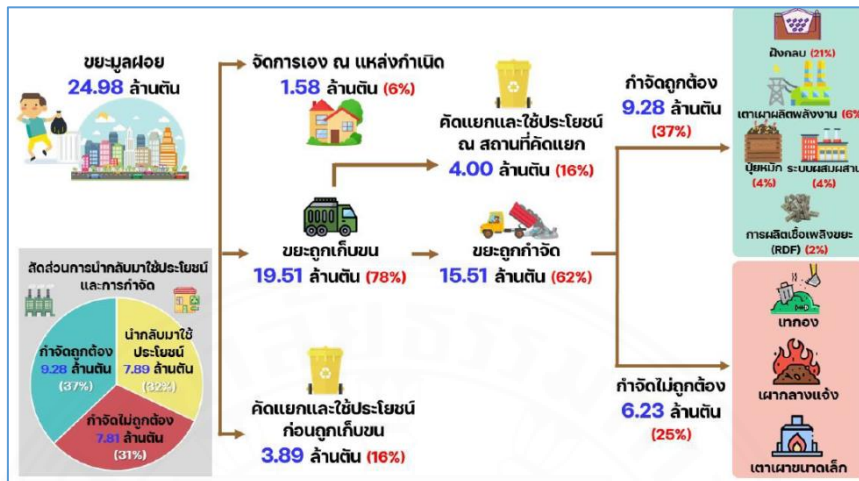 ขยะมูลฝอย
24.98 ล้านตัน
จัดการเอง ณ แหล่งกำเนิด
1.58 ล้านตัน (6%)
คัดแยกและใช้ประโยชน์
ณ สถานที่คัดแยก
4.00 ล้านตัน (16%)
ขยะถูกเก็บขน
19.51 ล้านตัน (78%)
ขยะถูกกำจัด
15.51 ล้านตัน (62%)
คัดแยกและใช้ประโยชน์
ก่อนถูกเก็บขน
3.89 ล้านตัน (16%)
กำจัดถูกต้อง
9.28 ล้านตัน
(37%)
ฝังกลบ (21%)
เตาเผาผลิตพลังงาน (6%)
ปุ๋ยหมัก
(4%)
ระบบผสมผสาน
(4%)
การผลิตเชื้อเพลิงขยะ
(RDF) (2%)
กำจัดไม่ถูกต้อง
6.23 ล้านตัน
(25%)
เทกอง
เผากลางแจ้ง
เตาเผาขนาดเล็ก
สัดส่วนการนำกลับมาใช้ประโยชน์
และการกำจัด
กำจัดถูกต้อง
9.28 ล้านตัน
(37%)
นำกลับมาใช้
ประโยชน์
7.89 ล้านตัน
(32%)
กำจัดไม่ถูกต้อง
7.81 ล้านตัน
(31%)